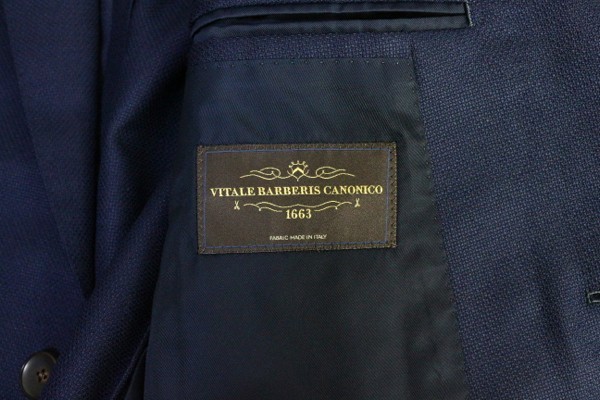 VITALE BARBERIS CANONICO
1663
FABRIC MADE IN ITALY